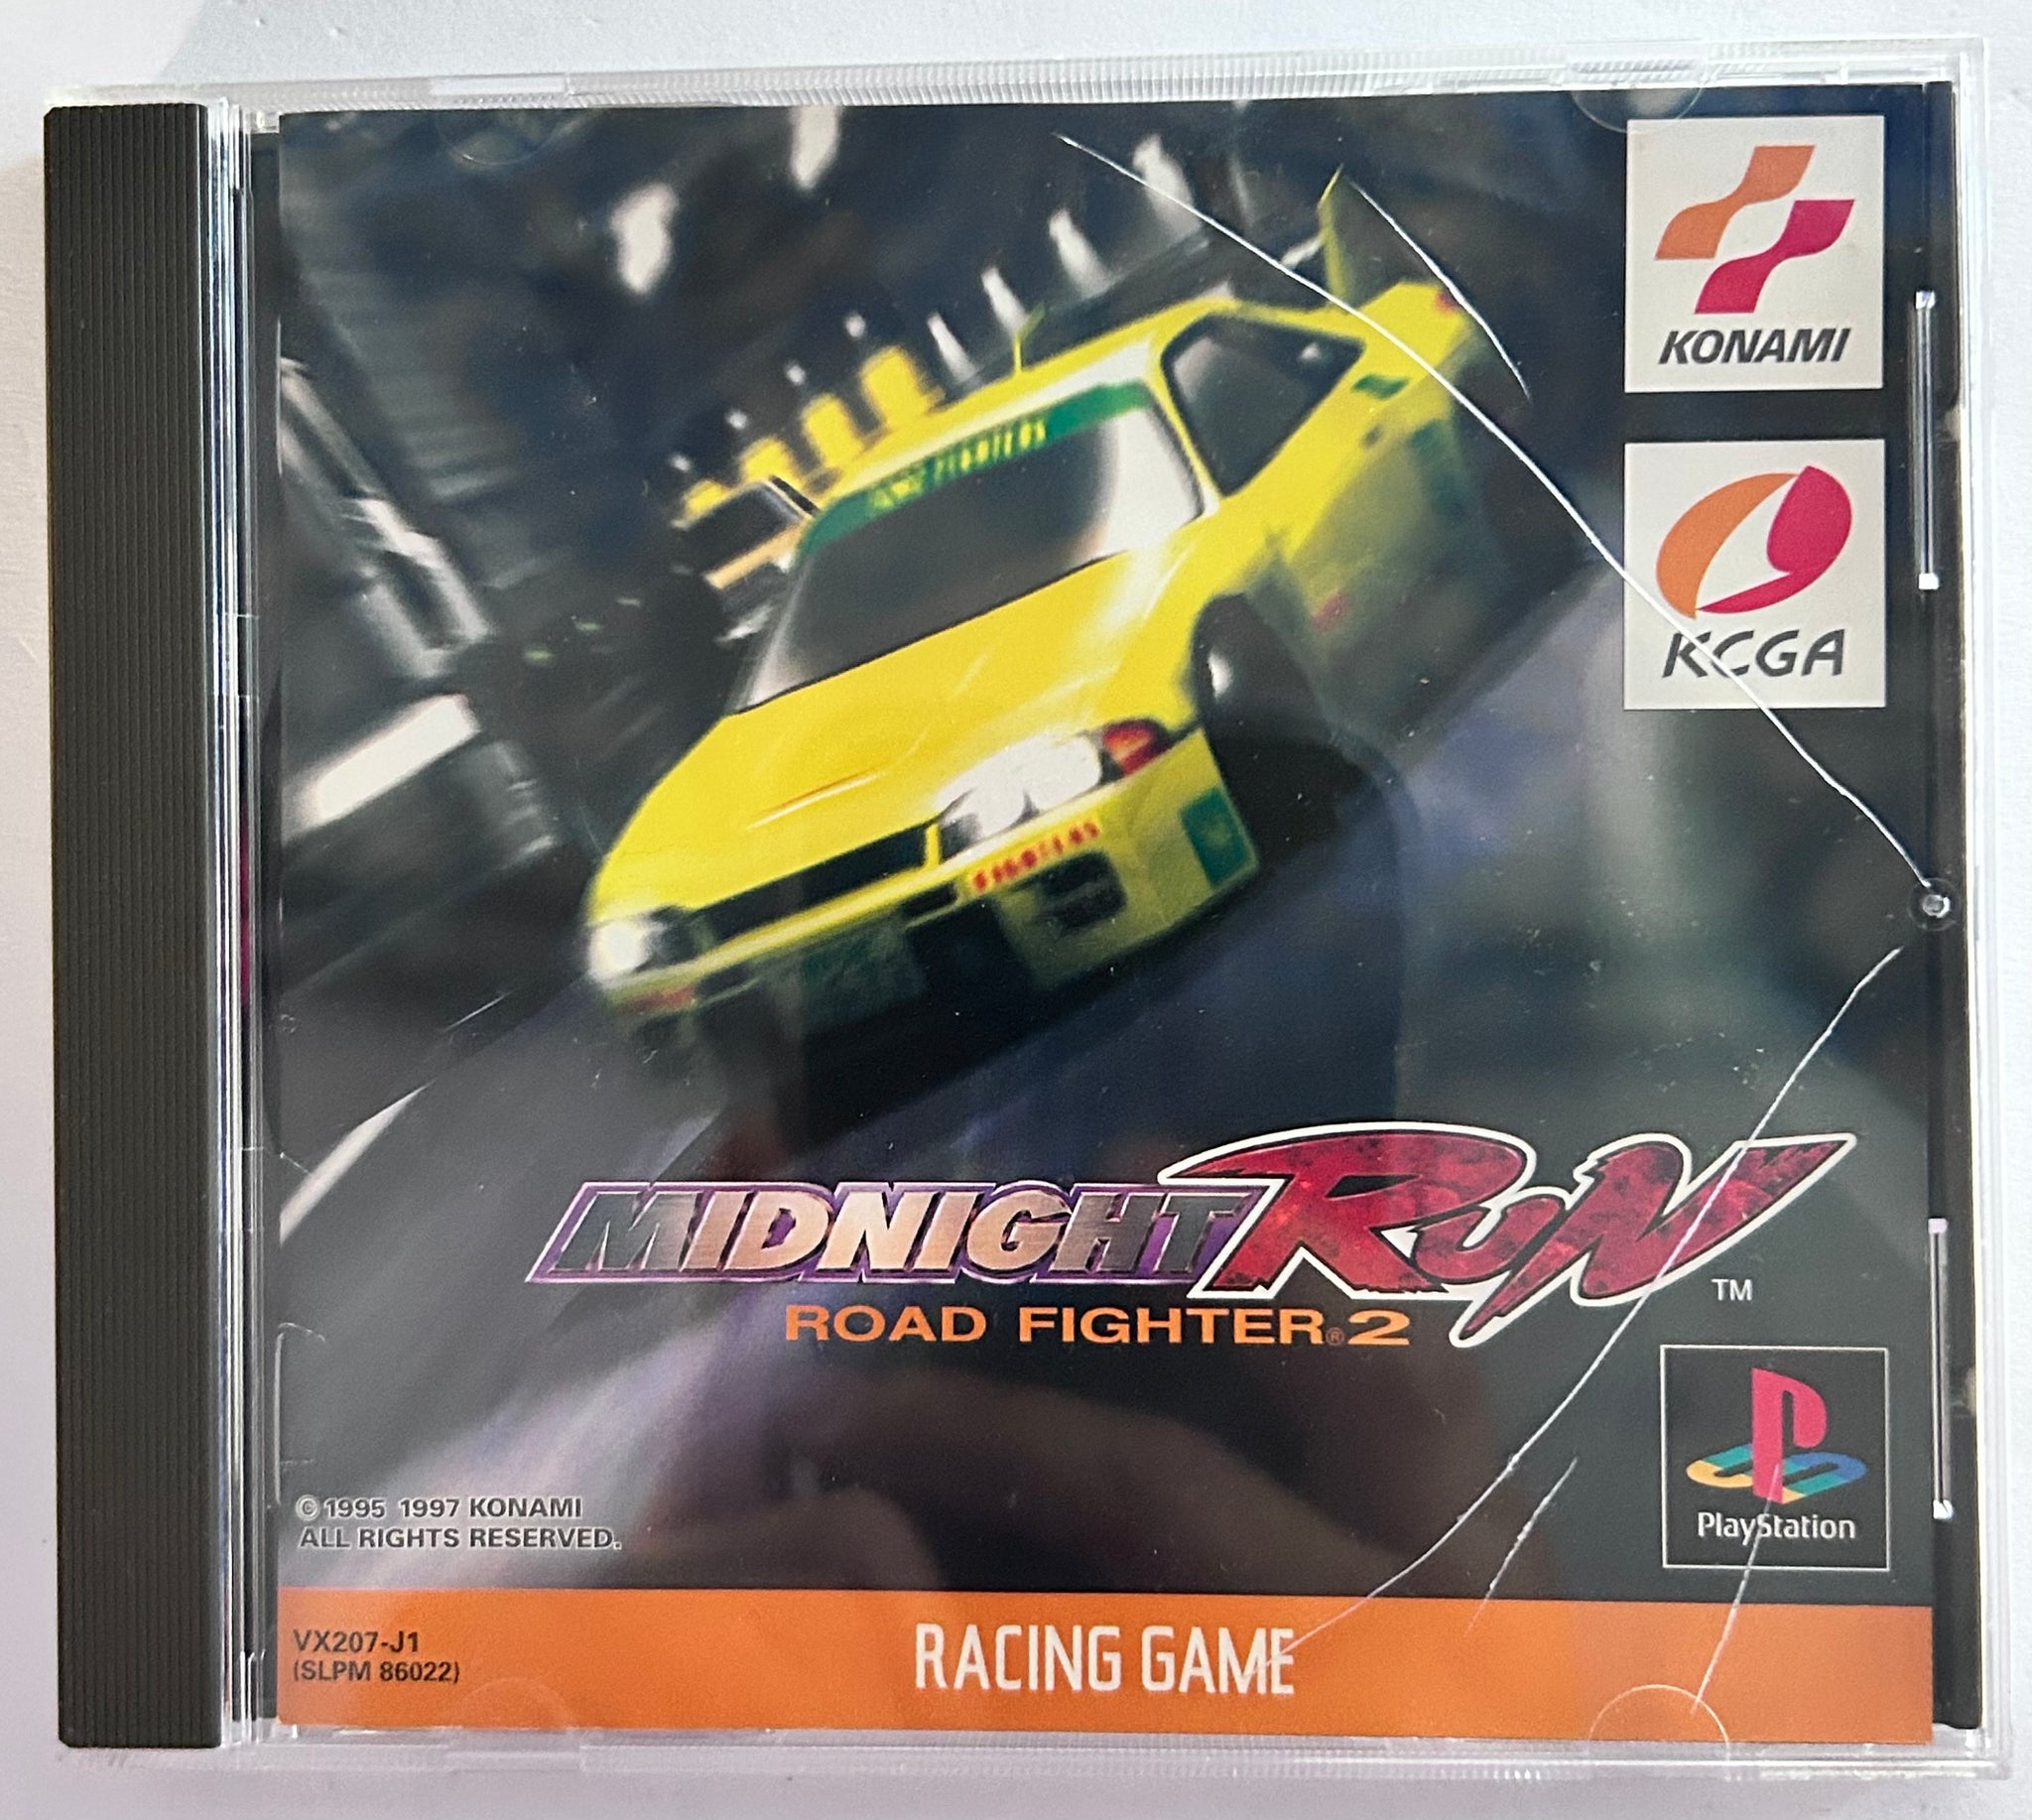 KONAMI
KCGA
FIGHTERS
MIDNIGHT RUN ™
ROAD FIGHTER®2
PlayStation
© 1995 1997 KONAMI
ALL RIGHTS RESERVED.
VX207-J1
(SLPM 86022)
RACING GAME